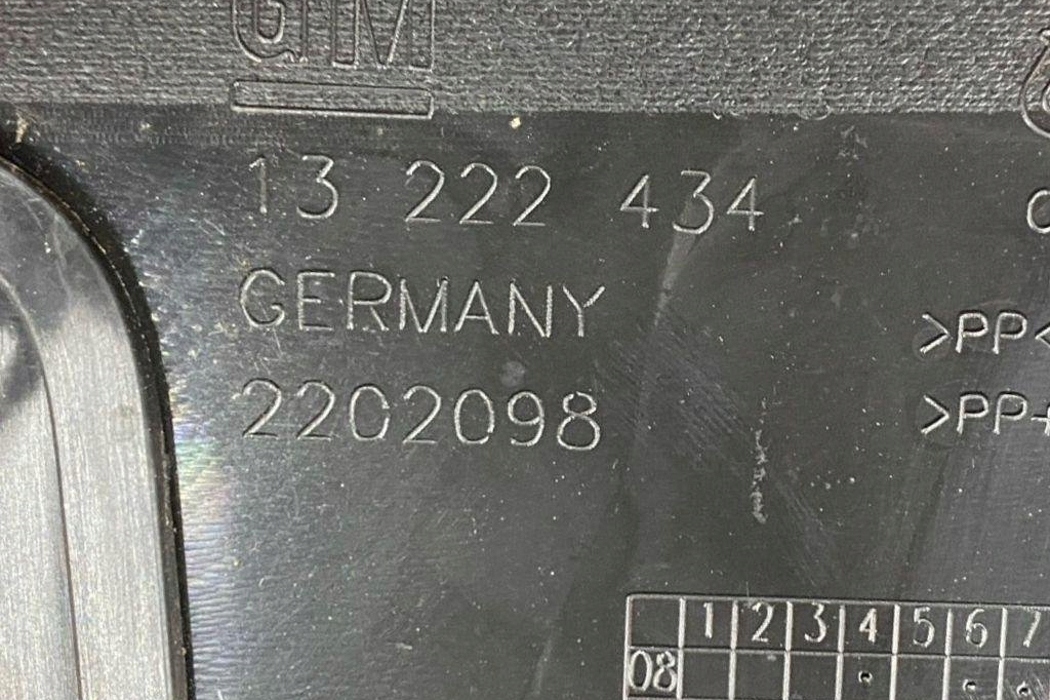 GM
13 222 434
GERMANY
2202098
>PP<
>PP+
1 2 3 4 5 6 7
08